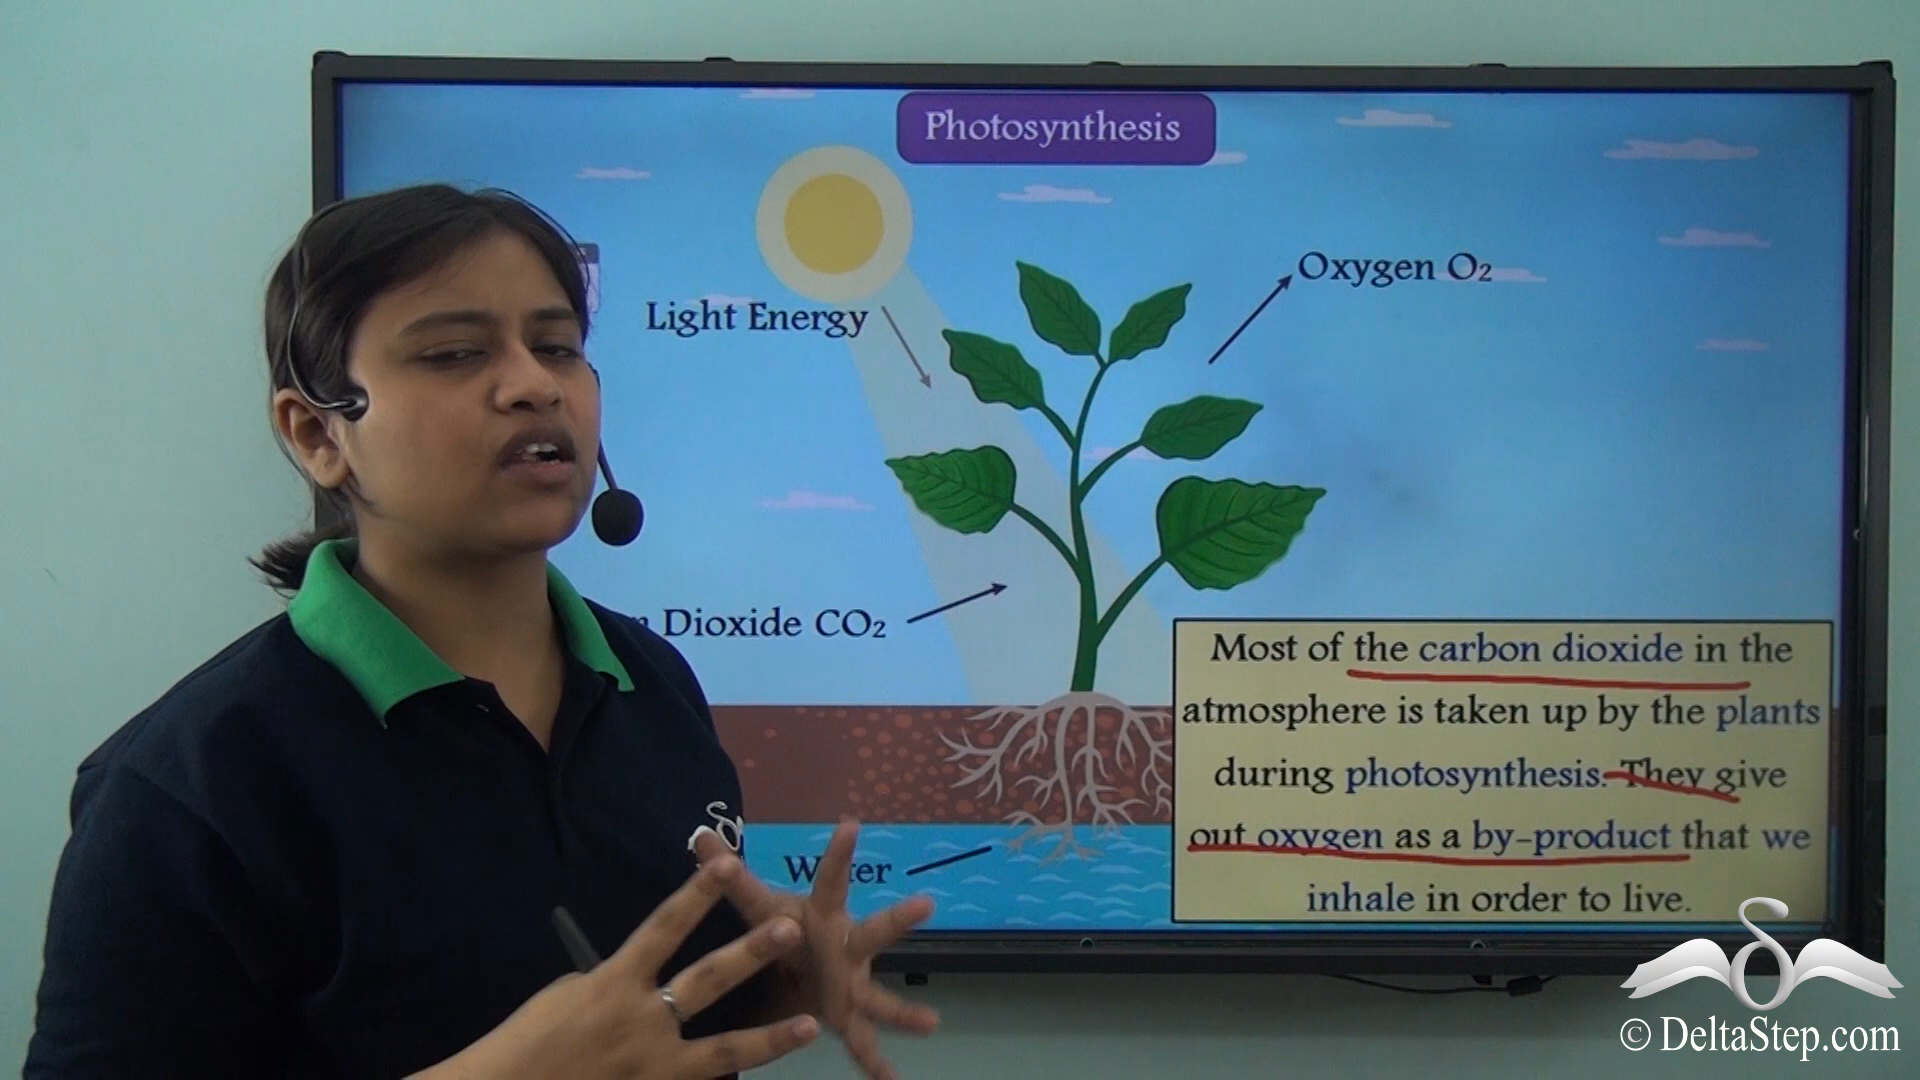 Photosynthesis
Oxygen O₂
Light Energy
Dioxide CO₂
Most of the carbon dioxide in the
atmosphere is taken up by the plants
during photosynthesis. They give
out oxygen as a by-product that we
inhale in order to live.
Water
© DeltaStep.com